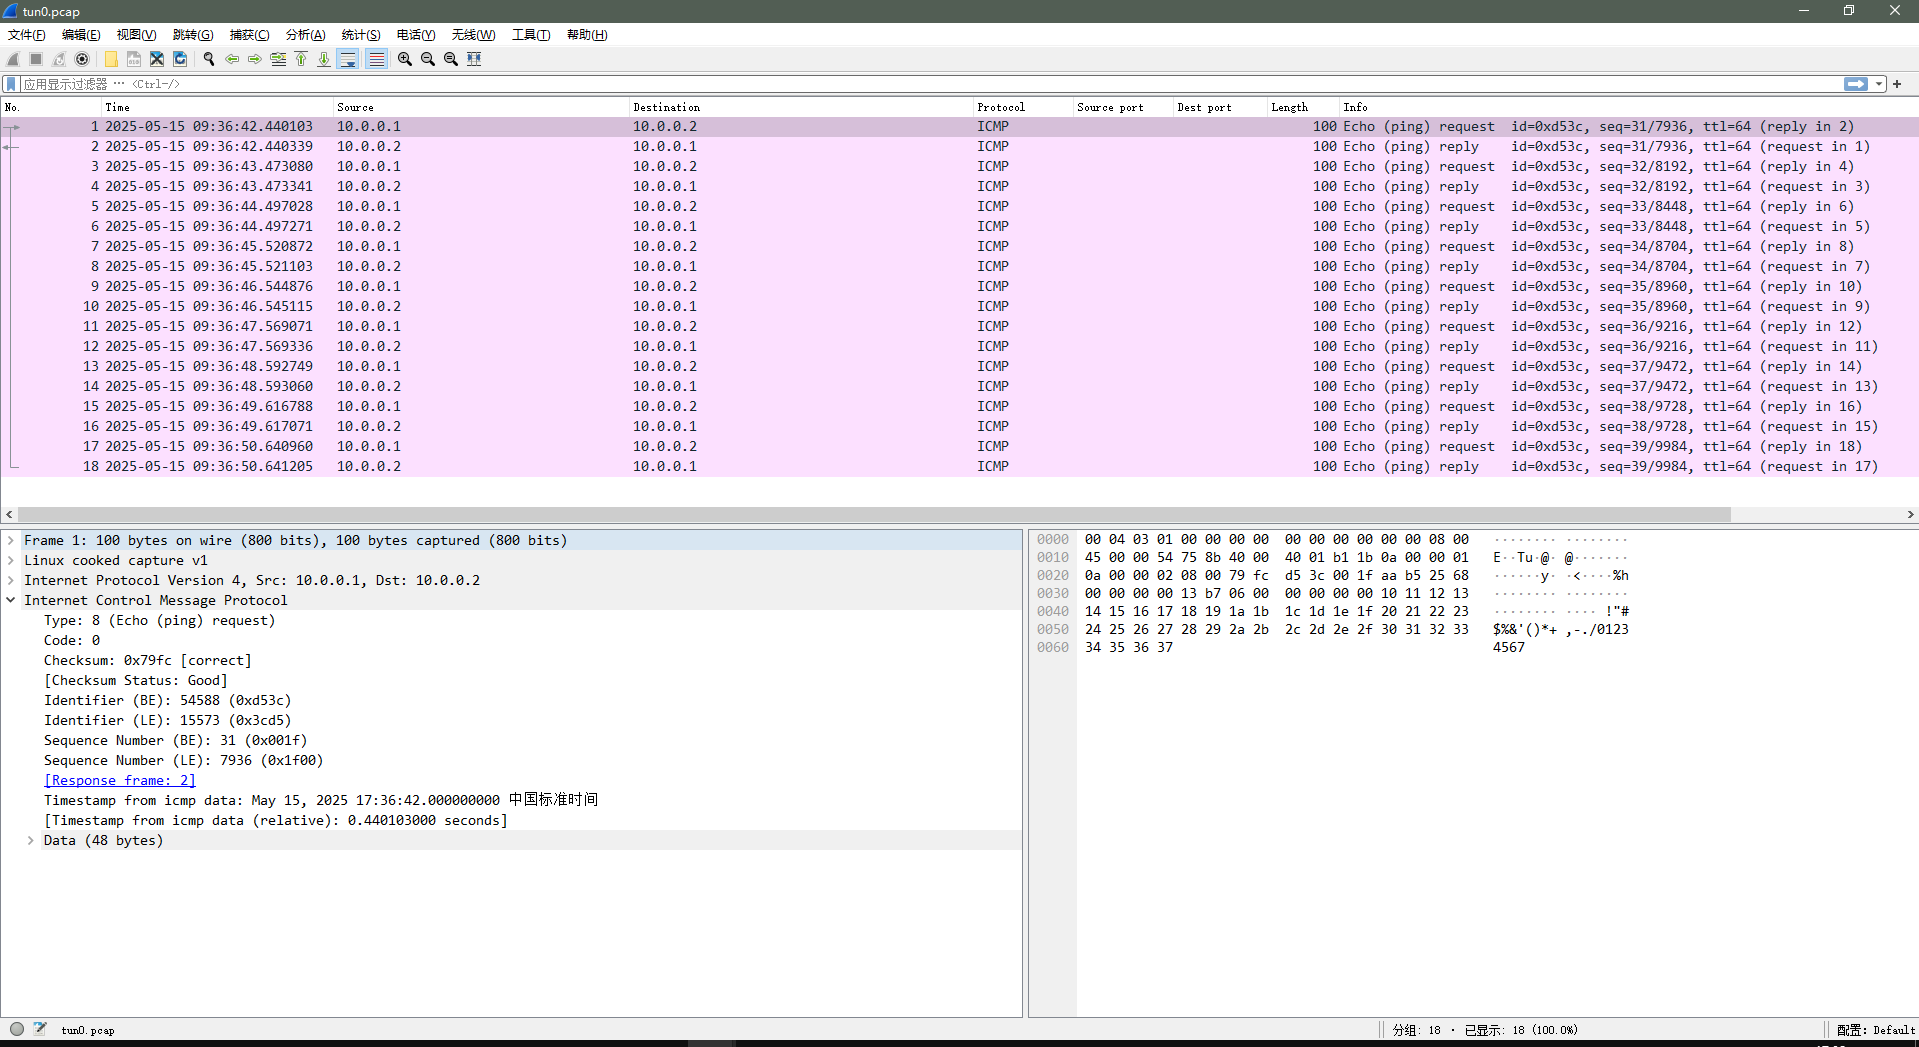 tun0.pcap
文件(F) 编辑(E) 视图(V) 跳转(G) 捕获(C) 分析(A) 统计(S) 电话(Y) 无线(W) 工具(T) 帮助(H)
应用显示过滤器 … <Ctrl-/>
No. Time Source Destination Protocol Source port Dest port Length Info
1 2025-05-15 09:36:42.440103 10.0.0.1 10.0.0.2 ICMP 100 Echo (ping) request id=0xd53c, seq=31/7936, ttl=64 (reply in 2)
2 2025-05-15 09:36:42.440339 10.0.0.2 10.0.0.1 ICMP 100 Echo (ping) reply id=0xd53c, seq=31/7936, ttl=64 (request in 1)
3 2025-05-15 09:36:43.473080 10.0.0.1 10.0.0.2 ICMP 100 Echo (ping) request id=0xd53c, seq=32/8192, ttl=64 (reply in 4)
4 2025-05-15 09:36:43.473341 10.0.0.2 10.0.0.1 ICMP 100 Echo (ping) reply id=0xd53c, seq=32/8192, ttl=64 (request in 3)
5 2025-05-15 09:36:44.497028 10.0.0.1 10.0.0.2 ICMP 100 Echo (ping) request id=0xd53c, seq=33/8448, ttl=64 (reply in 6)
6 2025-05-15 09:36:44.497271 10.0.0.2 10.0.0.1 ICMP 100 Echo (ping) reply id=0xd53c, seq=33/8448, ttl=64 (request in 5)
7 2025-05-15 09:36:45.520872 10.0.0.1 10.0.0.2 ICMP 100 Echo (ping) request id=0xd53c, seq=34/8704, ttl=64 (reply in 8)
8 2025-05-15 09:36:45.521103 10.0.0.2 10.0.0.1 ICMP 100 Echo (ping) reply id=0xd53c, seq=34/8704, ttl=64 (request in 7)
9 2025-05-15 09:36:46.544876 10.0.0.1 10.0.0.2 ICMP 100 Echo (ping) request id=0xd53c, seq=35/8960, ttl=64 (reply in 10)
10 2025-05-15 09:36:46.545115 10.0.0.2 10.0.0.1 ICMP 100 Echo (ping) reply id=0xd53c, seq=35/8960, ttl=64 (request in 9)
11 2025-05-15 09:36:47.569071 10.0.0.1 10.0.0.2 ICMP 100 Echo (ping) request id=0xd53c, seq=36/9216, ttl=64 (reply in 12)
12 2025-05-15 09:36:47.569336 10.0.0.2 10.0.0.1 ICMP 100 Echo (ping) reply id=0xd53c, seq=36/9216, ttl=64 (request in 11)
13 2025-05-15 09:36:48.592749 10.0.0.1 10.0.0.2 ICMP 100 Echo (ping) request id=0xd53c, seq=37/9472, ttl=64 (reply in 14)
14 2025-05-15 09:36:48.593060 10.0.0.2 10.0.0.1 ICMP 100 Echo (ping) reply id=0xd53c, seq=37/9472, ttl=64 (request in 13)
15 2025-05-15 09:36:49.616788 10.0.0.1 10.0.0.2 ICMP 100 Echo (ping) request id=0xd53c, seq=38/9728, ttl=64 (reply in 16)
16 2025-05-15 09:36:49.617071 10.0.0.2 10.0.0.1 ICMP 100 Echo (ping) reply id=0xd53c, seq=38/9728, ttl=64 (request in 15)
17 2025-05-15 09:36:50.640960 10.0.0.1 10.0.0.2 ICMP 100 Echo (ping) request id=0xd53c, seq=39/9984, ttl=64 (reply in 18)
18 2025-05-15 09:36:50.641205 10.0.0.2 10.0.0.1 ICMP 100 Echo (ping) reply id=0xd53c, seq=39/9984, ttl=64 (request in 17)
Frame 1: 100 bytes on wire (800 bits), 100 bytes captured (800 bits)
Linux cooked capture v1
Internet Protocol Version 4, Src: 10.0.0.1, Dst: 10.0.0.2
Internet Control Message Protocol
Type: 8 (Echo (ping) request)
Code: 0
Checksum: 0x79fc [correct]
[Checksum Status: Good]
Identifier (BE): 54588 (0xd53c)
Identifier (LE): 15573 (0x3cd5)
Sequence Number (BE): 31 (0x001f)
Sequence Number (LE): 7936 (0x1f00)
[Response frame: 2]
Timestamp from icmp data: May 15, 2025 17:36:42.000000000 中国标准时间
[Timestamp from icmp data (relative): 0.440103000 seconds]
Data (48 bytes)
0000 00 04 03 01 00 00 00 00 00 00 00 00 00 00 08 00 ········ ········
0010 45 00 00 54 75 8b 40 00 40 01 b1 1b 0a 00 00 01 E··Tu·@· @·······
0020 0a 00 00 02 08 00 79 fc d5 3c 00 1f aa b5 25 68 ······y· ·<····%h
0030 00 00 00 00 13 b7 06 00 00 00 00 00 10 11 12 13 ········ ········
0040 14 15 16 17 18 19 1a 1b 1c 1d 1e 1f 20 21 22 23 ········ ···· !"#
0050 24 25 26 27 28 29 2a 2b 2c 2d 2e 2f 30 31 32 33 $%&'()*+ ,-./0123
0060 34 35 36 37 4567
tun0.pcap 分组: 18 · 已显示: 18 (100.0%) 配置: Default